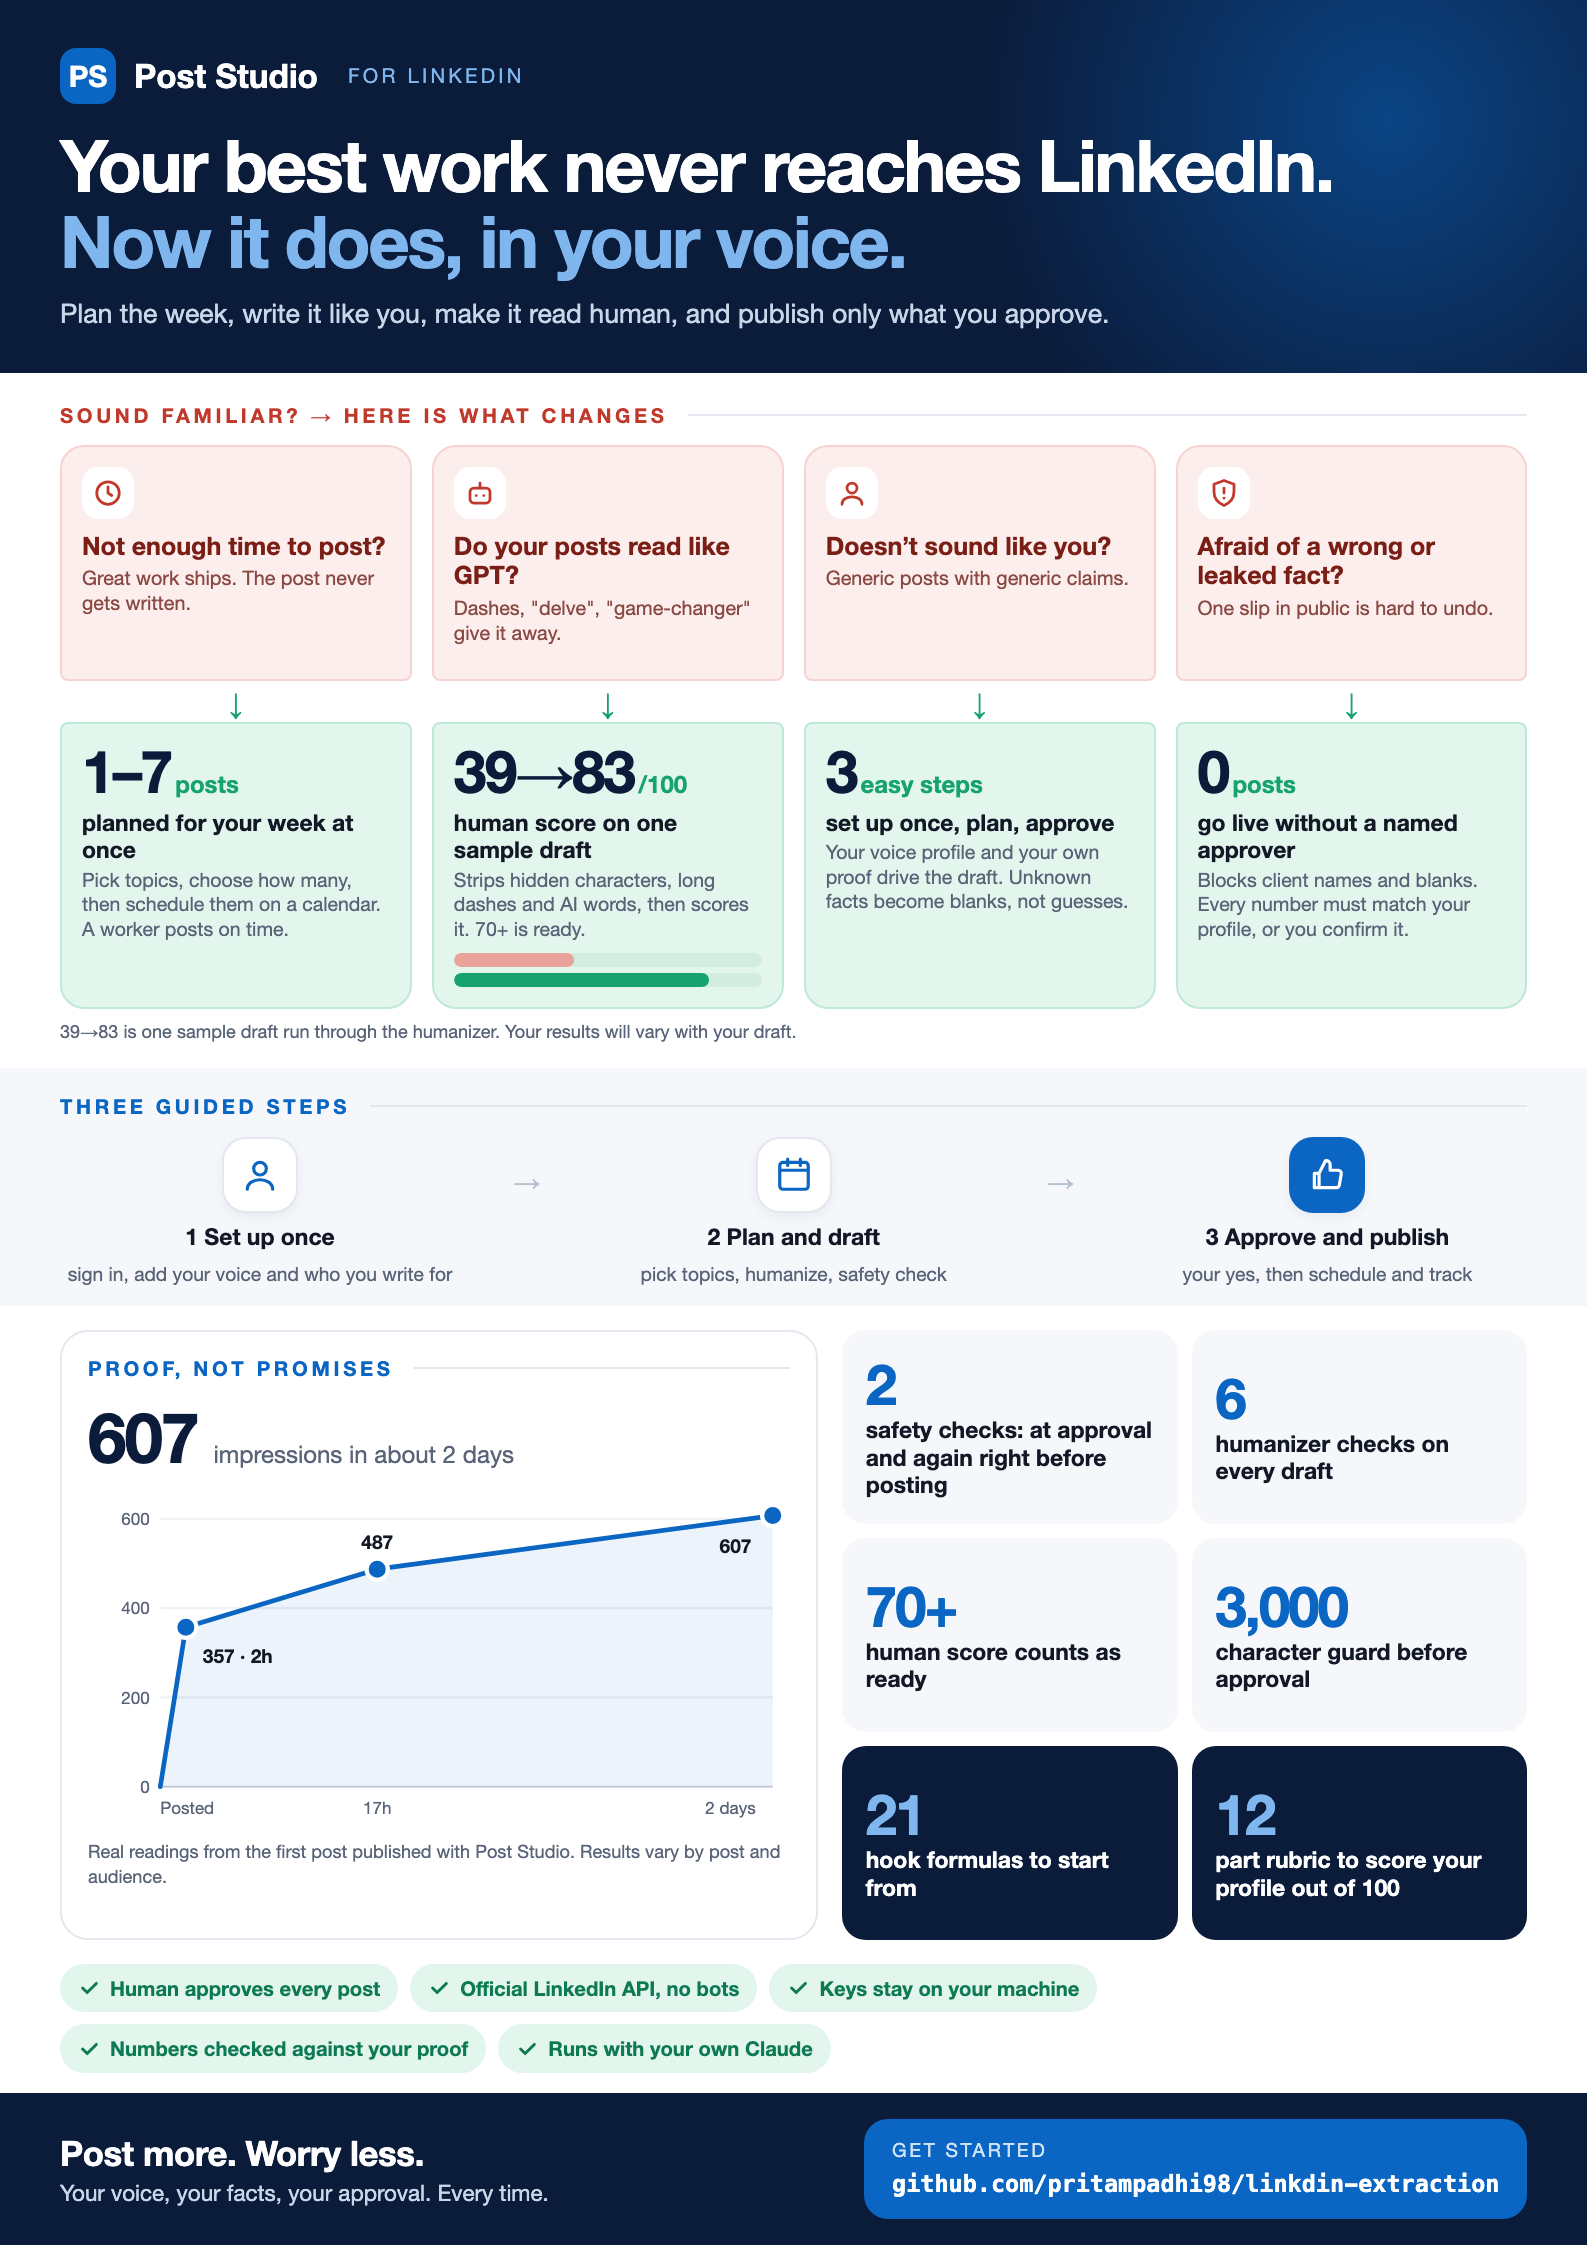 PS Post Studio FOR LINKEDIN
Your best work never reaches LinkedIn.
Now it does, in your voice.
Plan the week, write it like you, make it read human, and publish only what you approve.
SOUND FAMILIAR? → HERE IS WHAT CHANGES
Not enough time to post?
Great work ships. The post never
gets written.
Do your posts read like
GPT?
Dashes, "delve", "game-changer"
give it away.
Doesn’t sound like you?
Generic posts with generic claims.
Afraid of a wrong or
leaked fact?
One slip in public is hard to undo.
↓ ↓ ↓ ↓
1–7 posts
planned for your week at
once
Pick topics, choose how many,
then schedule them on a calendar.
A worker posts on time.
39→83/100
human score on one
sample draft
Strips hidden characters, long
dashes and AI words, then scores
it. 70+ is ready.
3 easy steps
set up once, plan, approve
Your voice profile and your own
proof drive the draft. Unknown
facts become blanks, not guesses.
0 posts
go live without a named
approver
Blocks client names and blanks.
Every number must match your
profile, or you confirm it.
39→83 is one sample draft run through the humanizer. Your results will vary with your draft.
THREE GUIDED STEPS
→ →
1 Set up once
sign in, add your voice and who you write for
2 Plan and draft
pick topics, humanize, safety check
3 Approve and publish
your yes, then schedule and track
PROOF, NOT PROMISES
607 impressions in about 2 days
600
400
200
0
357 · 2h
487
607
Posted 17h 2 days
Real readings from the first post published with Post Studio. Results vary by post and
audience.
2
safety checks: at approval
and again right before
posting
6
humanizer checks on
every draft
70+
human score counts as
ready
3,000
character guard before
approval
21
hook formulas to start
from
12
part rubric to score your
profile out of 100
✓ Human approves every post
✓ Official LinkedIn API, no bots
✓ Keys stay on your machine
✓ Numbers checked against your proof
✓ Runs with your own Claude
Post more. Worry less.
Your voice, your facts, your approval. Every time.
GET STARTED
github.com/pritampadhi98/linkdin-extraction